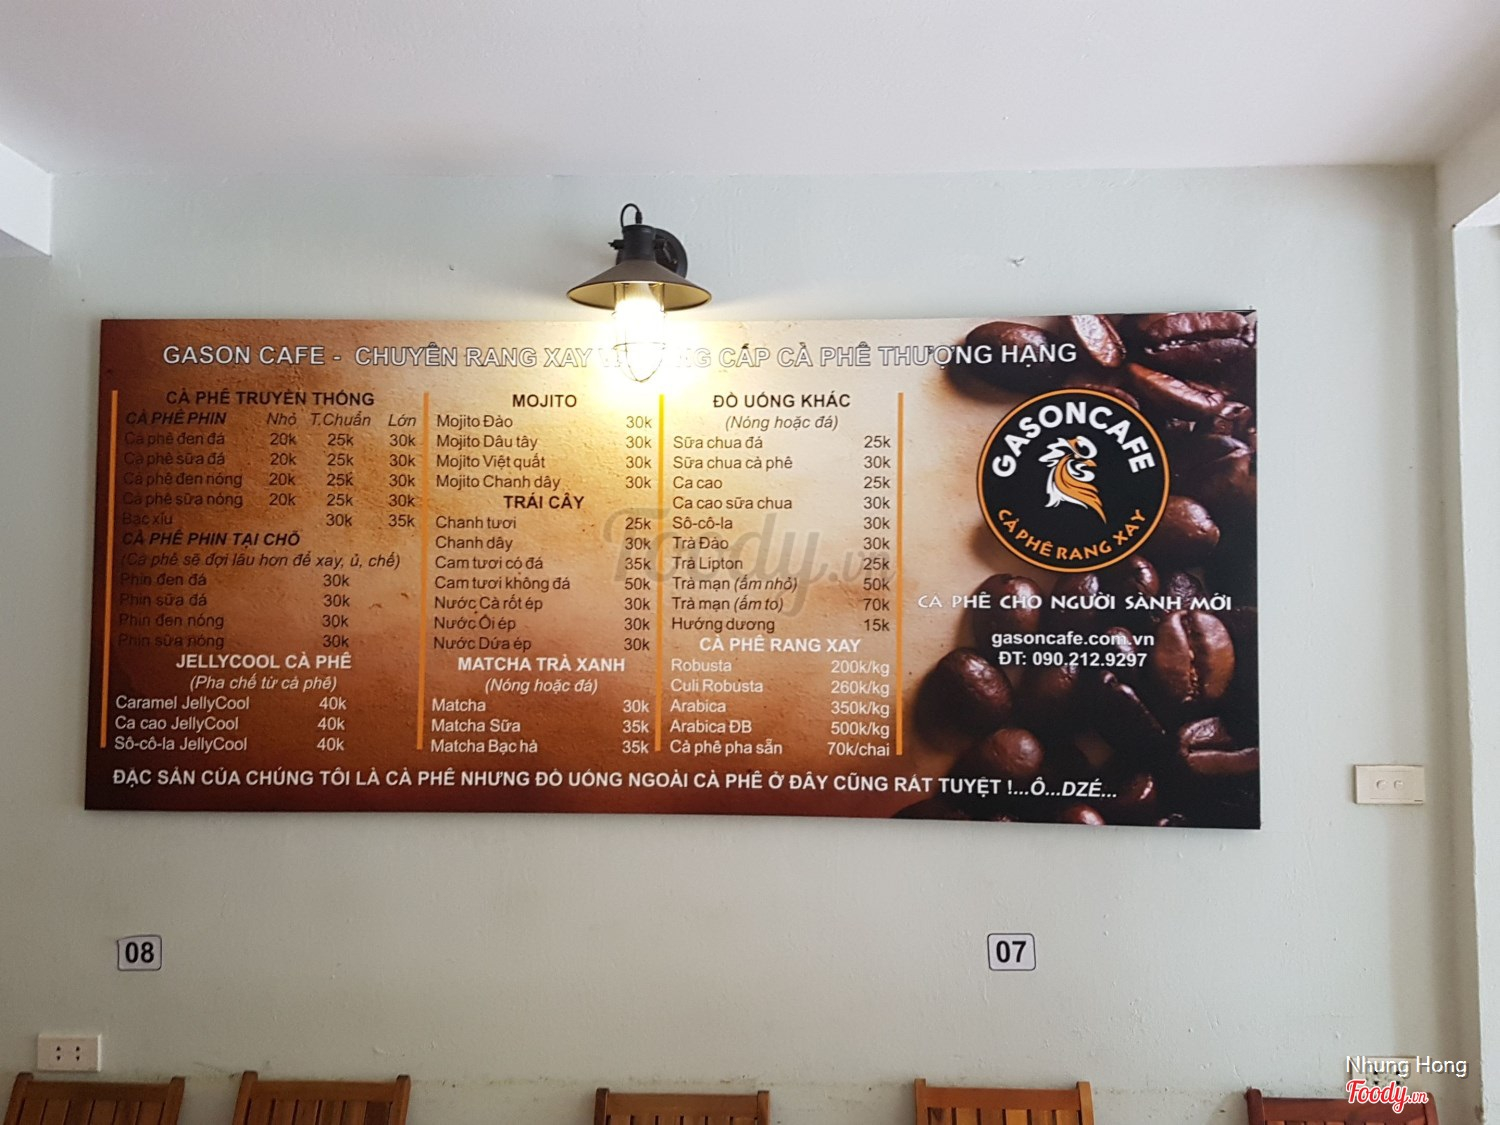 GASON CAFE - CHUYÊN RANG XAY CẤP CÀ PHÊ THƯỢNG HẠNG
CÀ PHÊ TRUYỀN THỐNG
CÀ PHÊ PHIN Nhỏ T.Chuẩn Lớn
Cà phê đen đá 20k 25k 30k
Cà phê sữa đá 20k 25k 30k
Cà phê đen nóng 20k 25k 30k
Cà phê sữa nóng 20k 25k 30k
Bạc xỉu 30k 35k
CÀ PHÊ PHIN TẠI CHỖ
(Cà phê sẽ đợi lâu hơn để xay, ủ, chế)
Phin đen đá 30k
Phin sữa đá 30k
Phin đen nóng 30k
Phin sữa nóng 30k
JELLYCOOL CÀ PHÊ
(Pha chế từ cà phê)
Caramel JellyCool 40k
Ca cao JellyCool 40k
Sô-cô-la JellyCool 40k
MOJITO
Mojito Đào 30k
Mojito Dâu tây 30k
Mojito Việt quất 30k
Mojito Chanh dây 30k
TRÁI CÂY
Chanh tươi 25k
Chanh dây 30k
Cam tươi có đá 35k
Cam tươi không đá 50k
Nước Cà rốt ép 30k
Nước Ổi ép 30k
Nước Dứa ép 30k
MATCHA TRÀ XANH
(Nóng hoặc đá)
Matcha 30k
Matcha Sữa 35k
Matcha Bạc hà 35k
ĐỒ UỐNG KHÁC
(Nóng hoặc đá)
Sữa chua đá 25k
Sữa chua cà phê 30k
Ca cao 25k
Ca cao sữa chua 30k
Sô-cô-la 30k
Trà Đào 30k
Trà Lipton 25k
Trà mạn (ấm nhỏ) 50k
Trà mạn (ấm to) 70k
Hướng dương 15k
CÀ PHÊ RANG XAY
Robusta 200k/kg
Culi Robusta 260k/kg
Arabica 350k/kg
Arabica ĐB 500k/kg
Cà phê pha sẵn 70k/chai
GASONCAFE
CÀ PHÊ RANG XAY
CÀ PHÊ CHO NGƯỜI SÀNH MỚI
gasoncafe.com.vn
ĐT: 090.212.9297
ĐẶC SẢN CỦA CHÚNG TÔI LÀ CÀ PHÊ NHƯNG ĐỒ UỐNG NGOÀI CÀ PHÊ Ở ĐÂY CŨNG RẤT TUYỆT !...Ô...DZÉ...
Foody.vn
08
07
Nhung Hong
Foody.vn